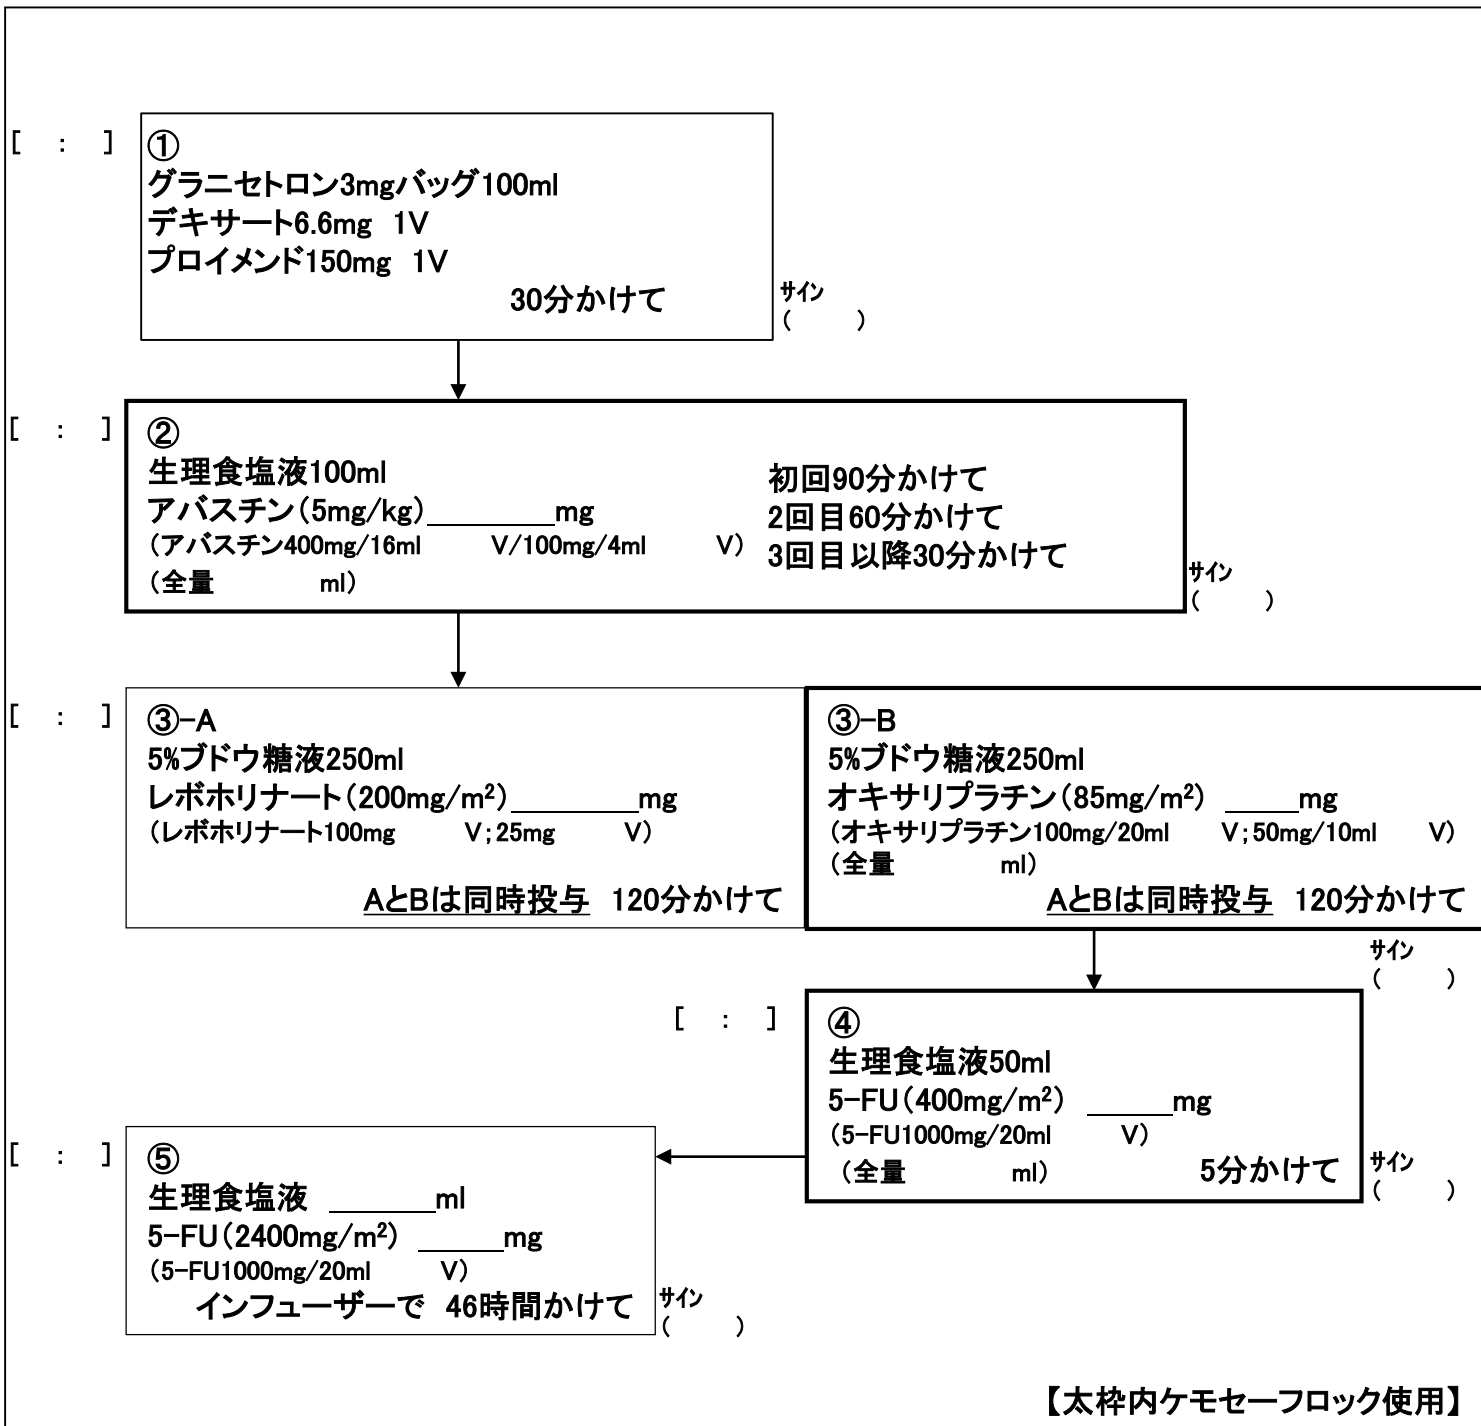 [ : ]
①
グラニセトロン3mgバッグ100ml
デキサート6.6mg 1V
プロイメンド150mg 1V
30分かけて
サイン
( )
[ : ]
②
生理食塩液100ml
アバスチン(5mg/kg)_________mg
(アバスチン400mg/16ml V/100mg/4ml V)
(全量 ml)
初回90分かけて
2回目60分かけて
3回目以降30分かけて
サイン
( )
[ : ]
③-A
5%ブドウ糖液250ml
レボホリナート(200mg/m²)_________mg
(レボホリナート100mg V;25mg V)
AとBは同時投与 120分かけて
③-B
5%ブドウ糖液250ml
オキサリプラチン(85mg/m²) _____mg
(オキサリプラチン100mg/20ml V;50mg/10ml V)
(全量 ml)
AとBは同時投与 120分かけて
サイン
( )
[ : ]
④
生理食塩液50ml
5-FU(400mg/m²) ______mg
(5-FU1000mg/20ml V)
(全量 ml) 5分かけて
サイン
( )
[ : ]
⑤
生理食塩液 _______ml
5-FU(2400mg/m²) ______mg
(5-FU1000mg/20ml V)
インフューザーで 46時間かけて
サイン
( )
【太枠内ケモセーフロック使用】